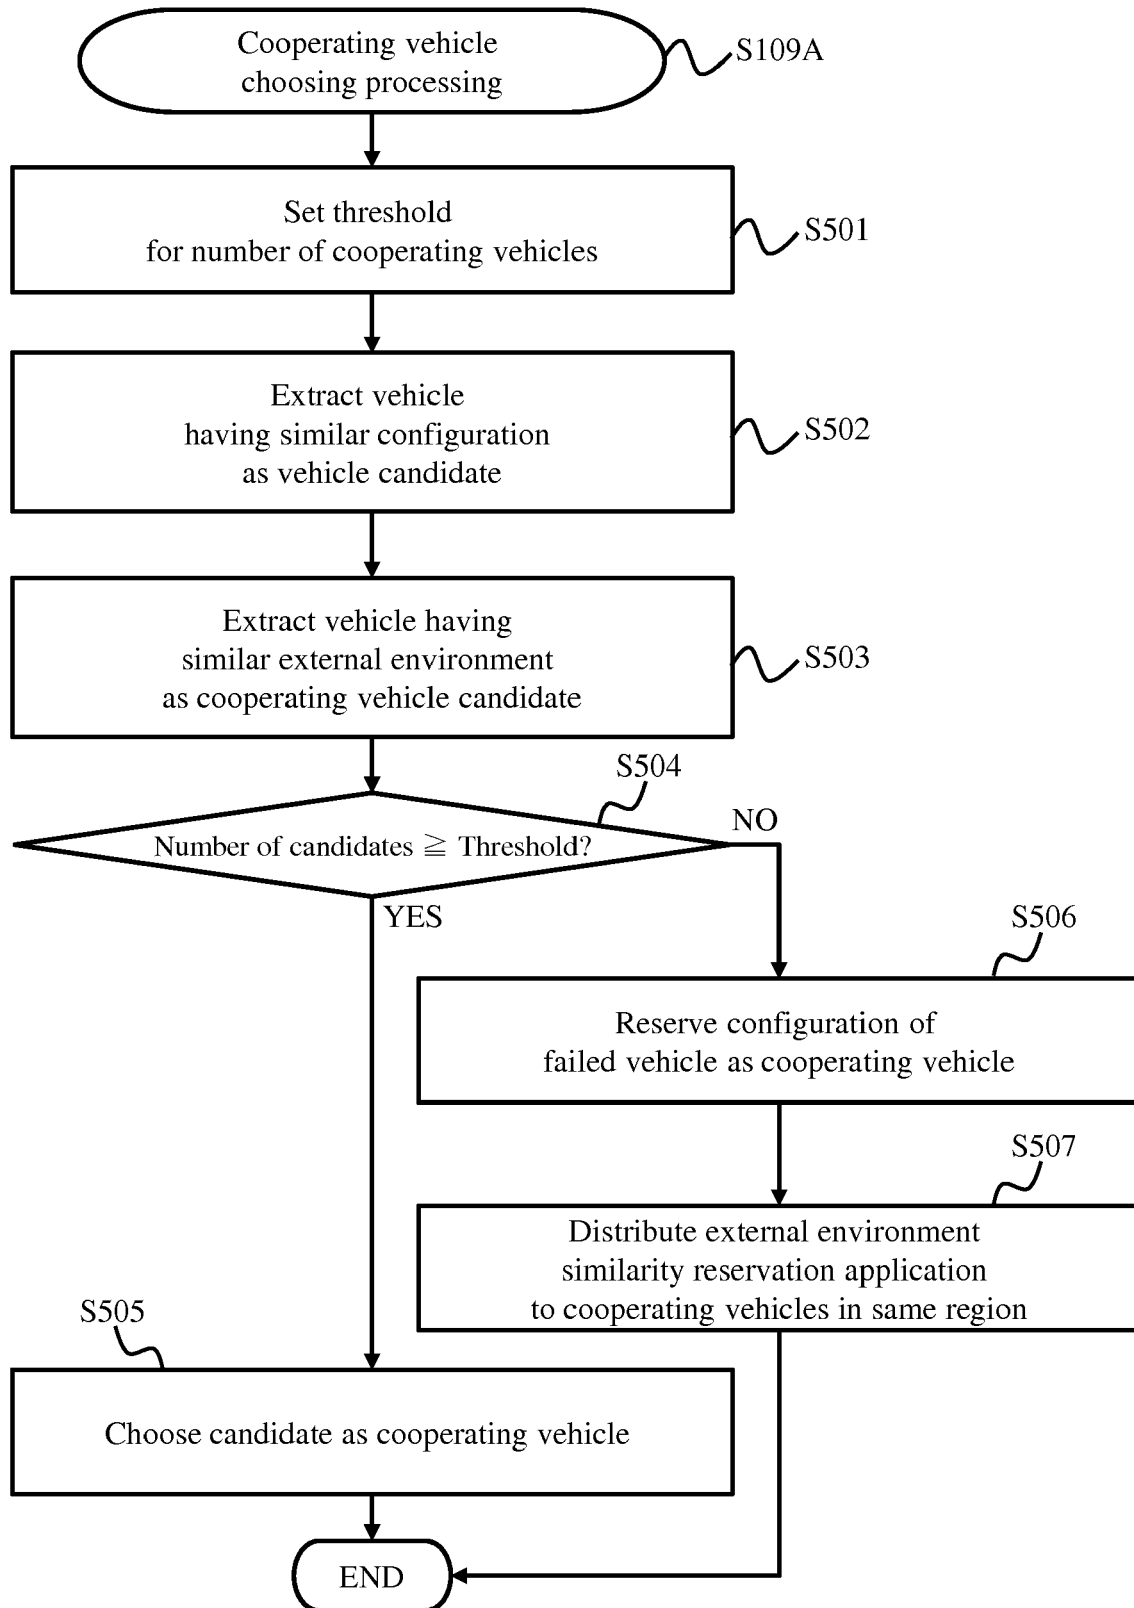 Cooperating vehicle
choosing processing
S109A
Set threshold
for number of cooperating vehicles
S501
Extract vehicle
having similar configuration
as vehicle candidate
S502
Extract vehicle having
similar external environment
as cooperating vehicle candidate
S503
S504
Number of candidates ≧ Threshold?
NO
YES
S506
Reserve configuration of
failed vehicle as cooperating vehicle
S507
Distribute external environment
similarity reservation application
to cooperating vehicles in same region
S505
Choose candidate as cooperating vehicle
END